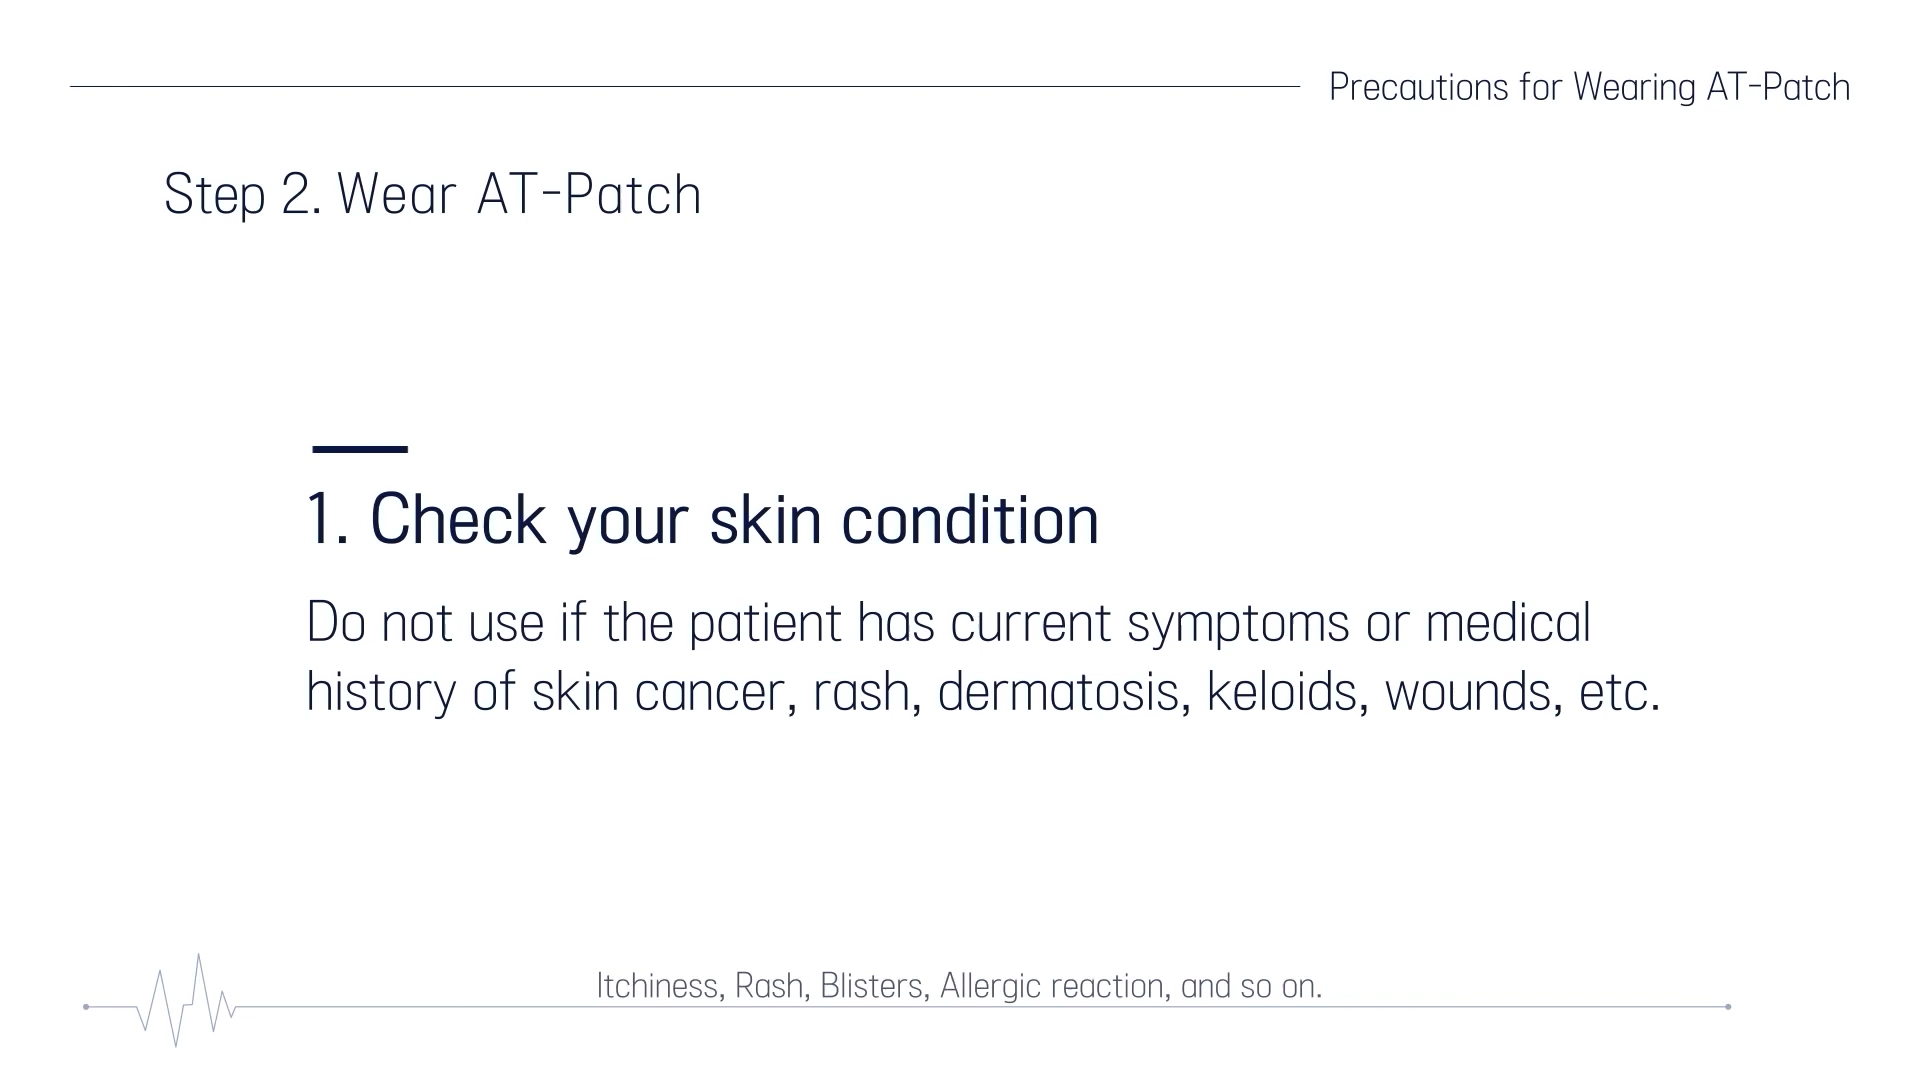 Precautions for Wearing AT-Patch
Step 2. Wear AT-Patch
1. Check your skin condition
Do not use if the patient has current symptoms or medical
history of skin cancer, rash, dermatosis, keloids, wounds, etc.
Itchiness, Rash, Blisters, Allergic reaction, and so on.